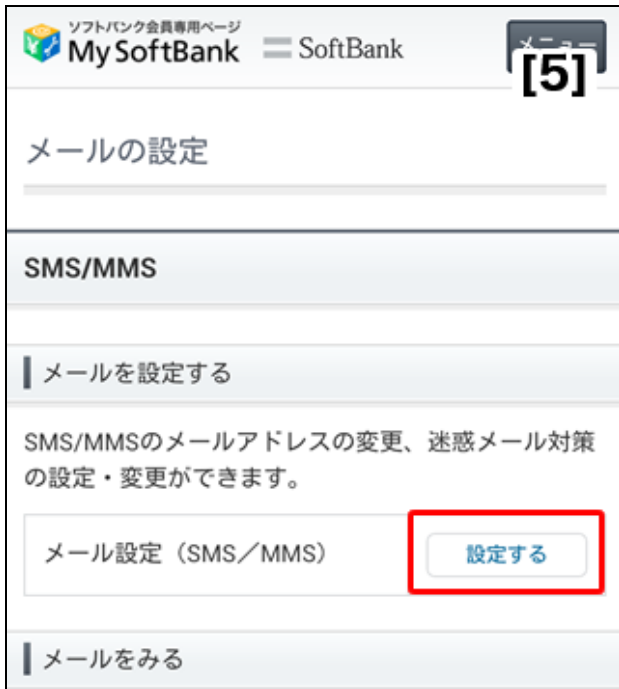 ソフトバンク会員専用ページ
My SoftBank SoftBank メニュー
[5]
メールの設定
SMS/MMS
メールを設定する
SMS/MMSのメールアドレスの変更、迷惑メール対策
の設定・変更ができます。
メール設定（SMS／MMS） 設定する
メールをみる